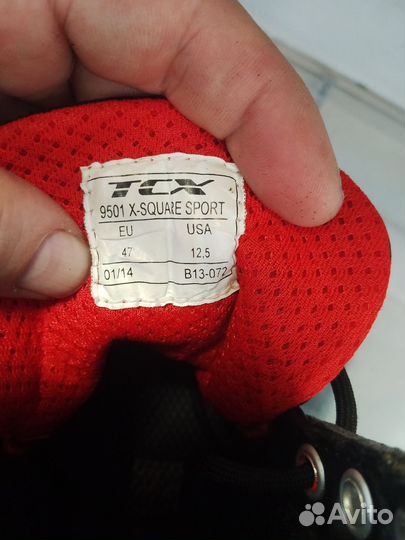 TCX
9501 X-SQUARE SPORT
EU USA
47 12.5
01/14 B13-072
Avito